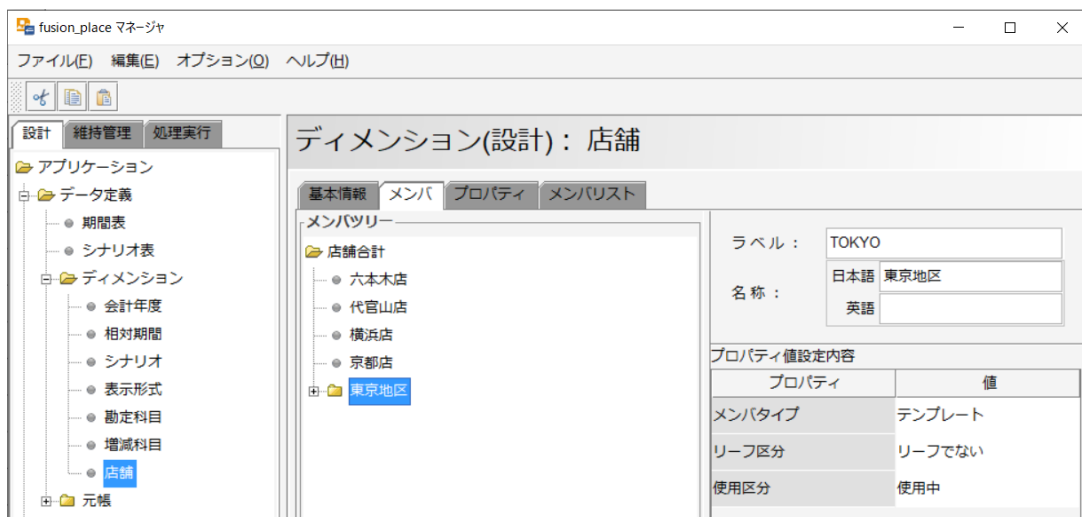 fusion_place マネージャ
ファイル(F) 編集(E) オプション(O) ヘルプ(H)
設計 維持管理 処理実行
アプリケーション
データ定義
期間表
シナリオ表
ディメンション
会計年度
相対期間
シナリオ
表示形式
勘定科目
増減科目
店舗
元帳
ディメンション(設計)： 店舗
基本情報 メンバ プロパティ メンバリスト
メンバツリー
店舗合計
六本木店
代官山店
横浜店
京都店
東京地区
ラベル： TOKYO
名称： 日本語 東京地区
英語
プロパティ値設定内容
プロパティ 値
メンバタイプ テンプレート
リーフ区分 リーフでない
使用区分 使用中